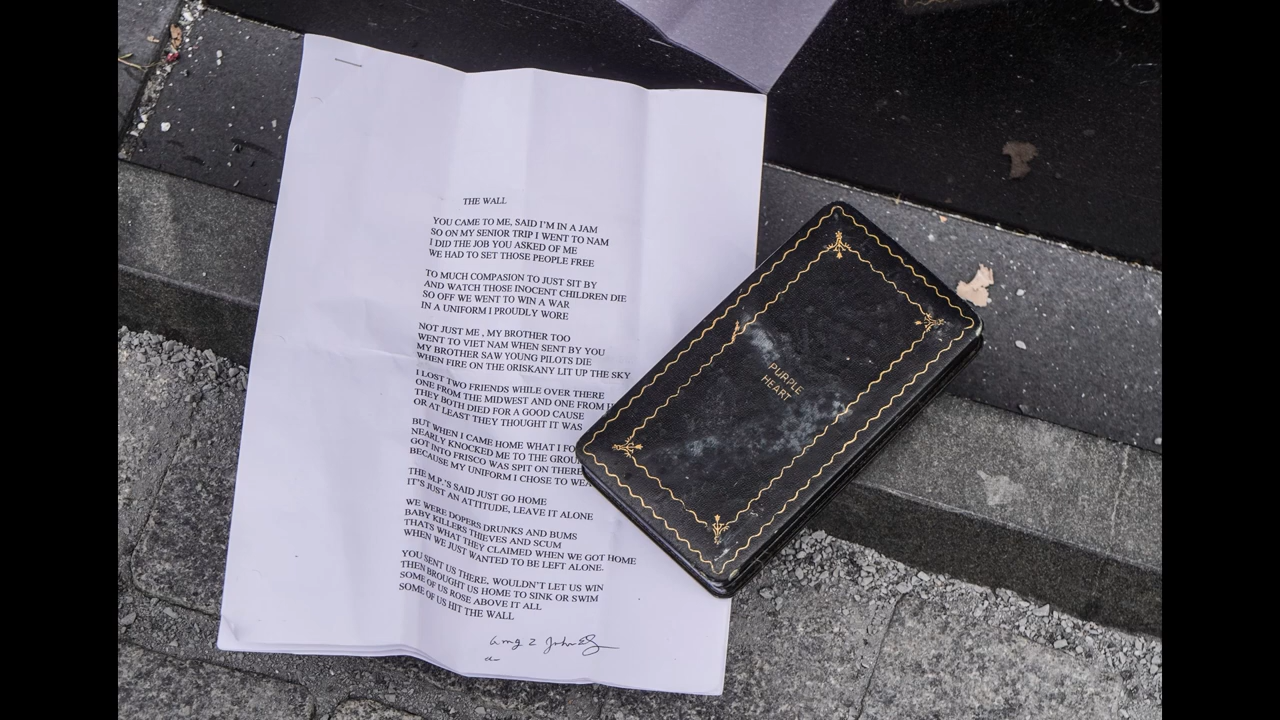 THE WALL
YOU CAME TO ME, SAID I'M IN A JAM
SO ON MY SENIOR TRIP I WENT TO NAM
I DID THE JOB YOU ASKED OF ME
WE HAD TO SET THOSE PEOPLE FREE
TO MUCH COMPASION TO JUST SIT BY
AND WATCH THOSE INOCENT CHILDREN DIE
SO OFF WE WENT TO WIN A WAR
IN A UNIFORM I PROUDLY WORE
NOT JUST ME , MY BROTHER TOO
WENT TO VIET NAM WHEN SENT BY YOU
MY BROTHER SAW YOUNG PILOTS DIE
WHEN FIRE ON THE ORISKANY LIT UP THE SKY
I LOST TWO FRIENDS WHILE OVER THERE
ONE FROM THE MIDWEST AND ONE FROM
THEY BOTH DIED FOR A GOOD CAUSE
OR AT LEAST THEY THOUGHT IT WAS
BUT WHEN I CAME HOME WHAT I
NEARLY KNOCKED ME TO THE
GOT INTO FRISCO WAS SPIT ON THERE
BECAUSE MY UNIFORM I CHOSE TO
THE M.P.'S SAID JUST GO HOME
IT'S JUST AN ATTITUDE, LEAVE IT ALONE
WE WERE DOPERS DRUNKS AND BUMS
BABY KILLERS THIEVES AND SCUM
THATS WHAT THEY CLAIMED WHEN WE GOT HOME
WHEN WE JUST WANTED TO BE LEFT ALONE.
YOU SENT US THERE, WOULDN'T LET US WIN
THEN BROUGHT US HOME TO SINK OR SWIM
SOME OF US ROSE ABOVE IT ALL
SOME OF US HIT THE WALL
PURPLE
HEART